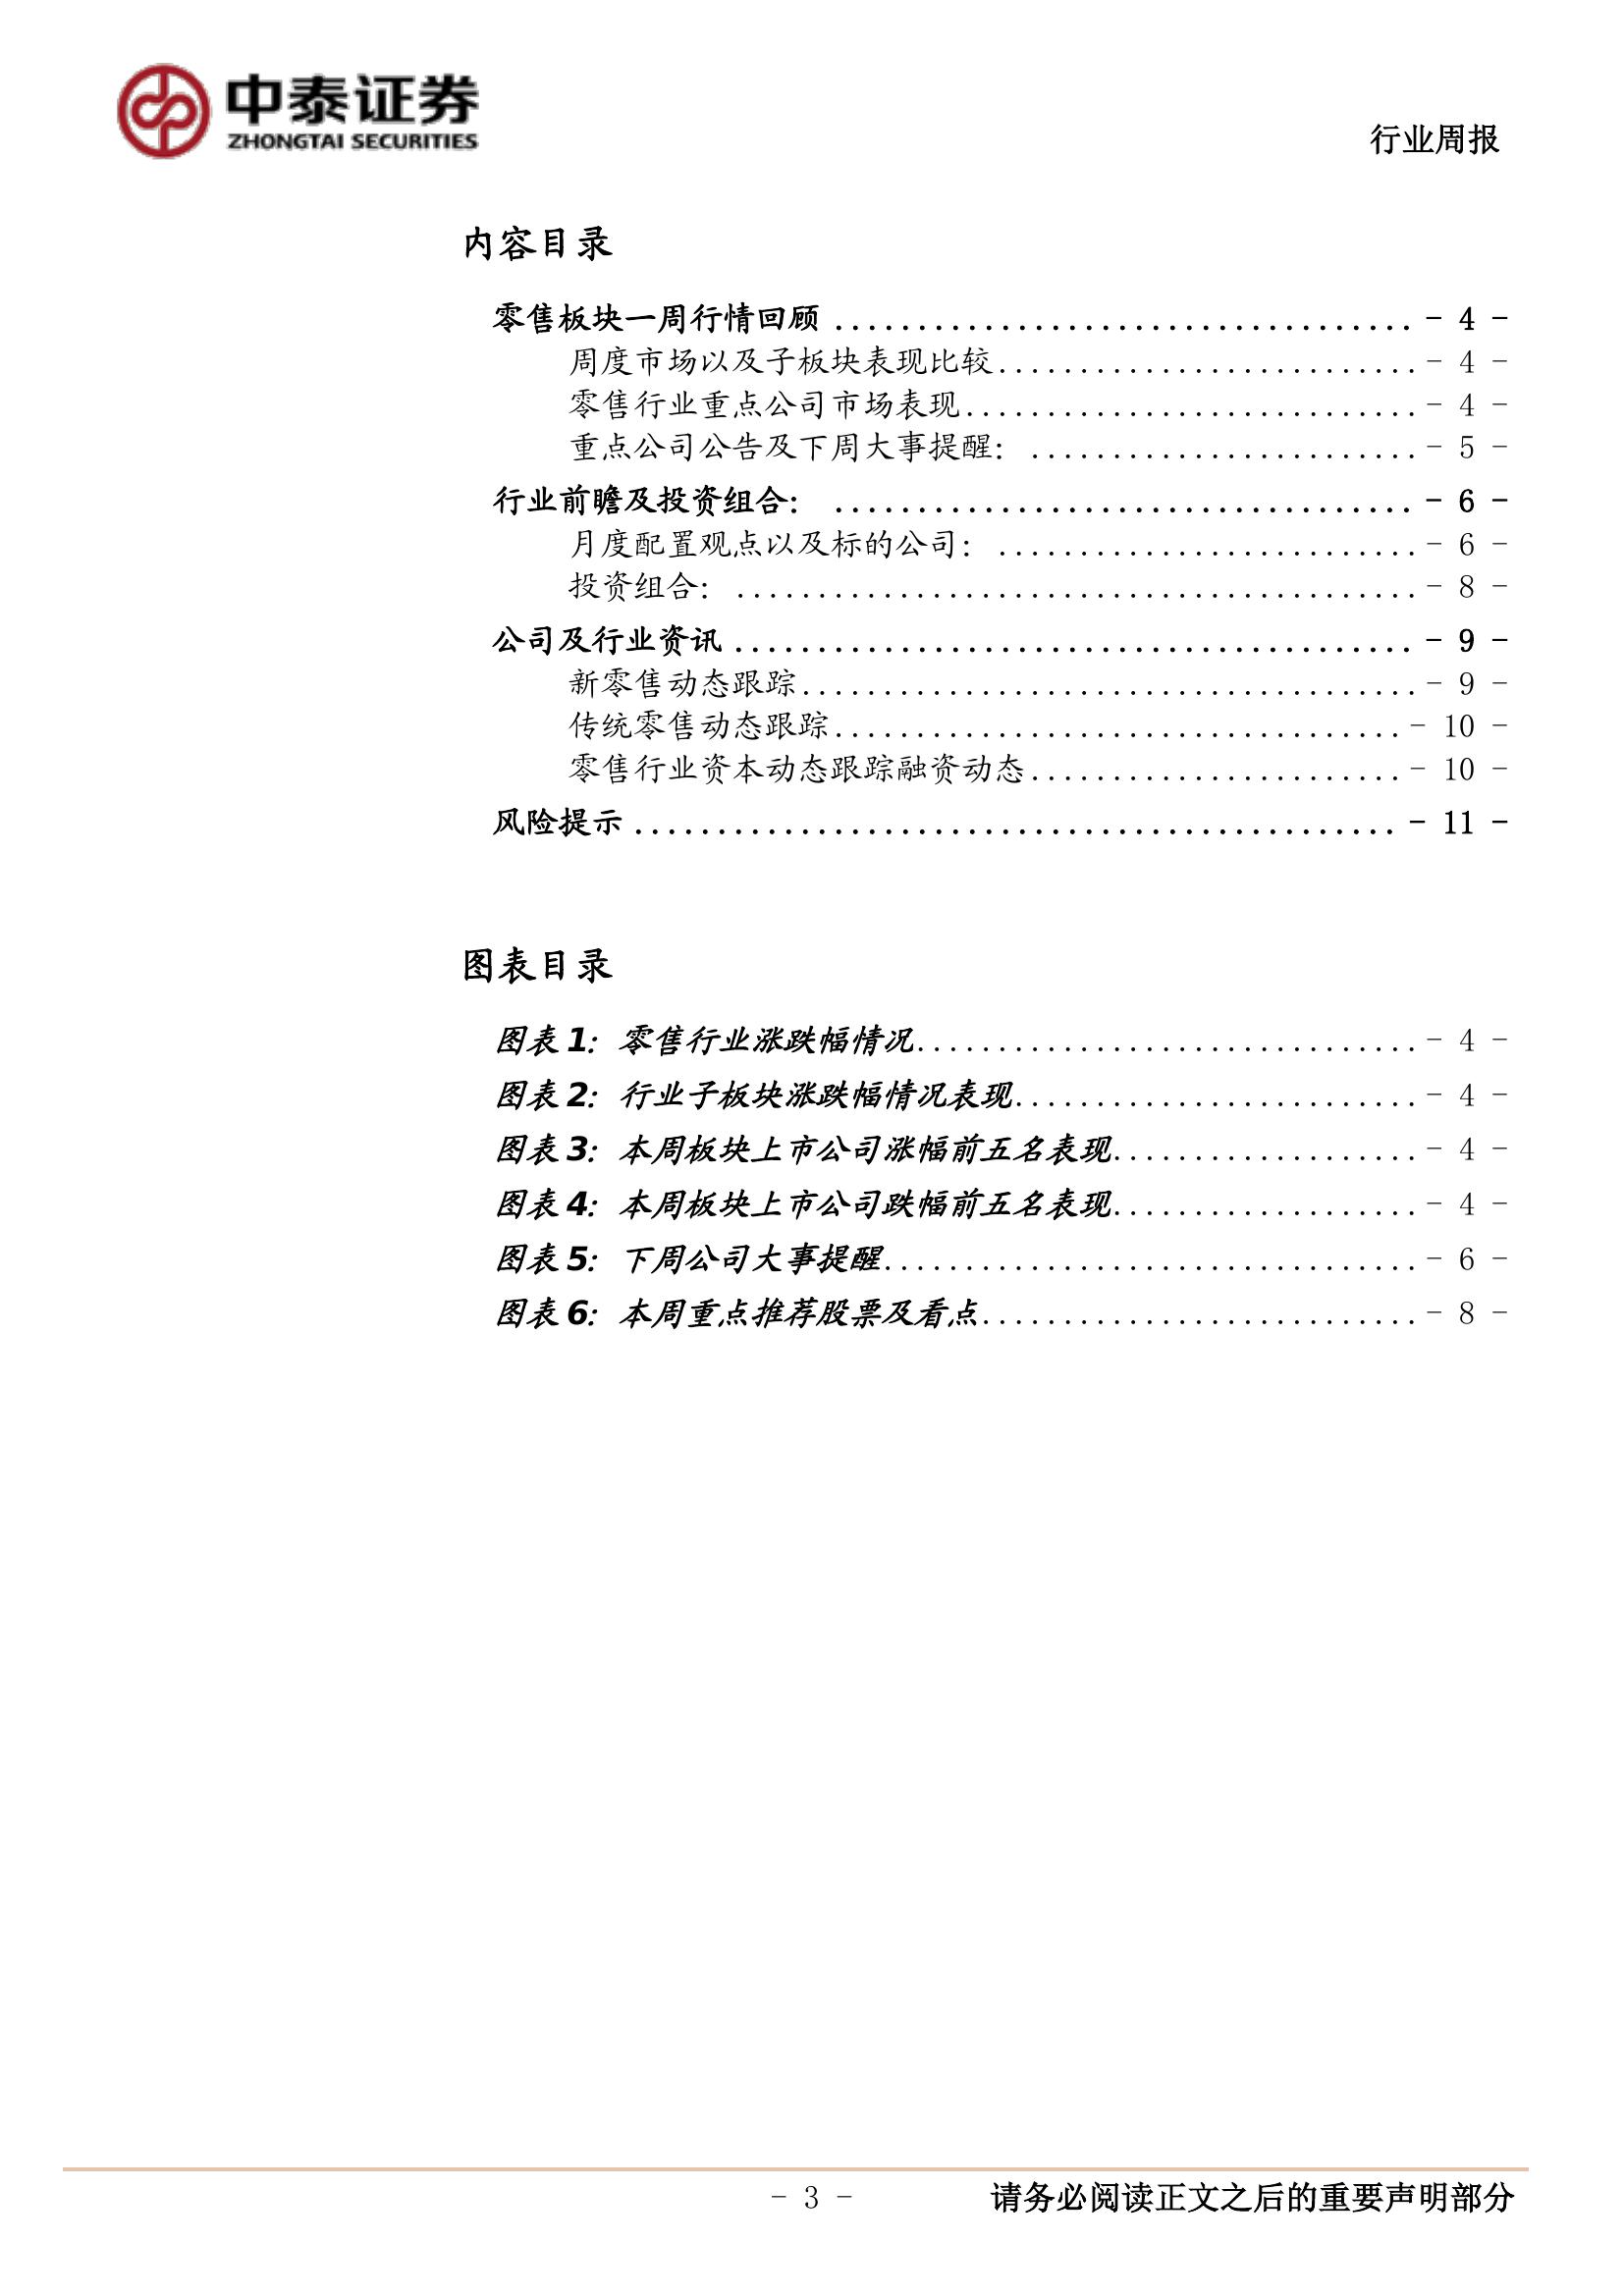 中泰证券
ZHONGTAI SECURITIES
行业周报
内容目录
零售板块一周行情回顾 ................................... - 4 -
周度市场以及子板块表现比较.......................... - 4 -
零售行业重点公司市场表现............................ - 4 -
重点公司公告及下周大事提醒： ........................ - 5 -
行业前瞻及投资组合： ................................... - 6 -
月度配置观点以及标的公司： .......................... - 6 -
投资组合： .......................................... - 8 -
公司及行业资讯 ......................................... - 9 -
新零售动态跟踪...................................... - 9 -
传统零售动态跟踪................................... - 10 -
零售行业资本动态跟踪融资动态....................... - 10 -
风险提示 .............................................. - 11 -
图表目录
图表 1：零售行业涨跌幅情况............................... - 4 -
图表 2：行业子板块涨跌幅情况表现......................... - 4 -
图表 3：本周板块上市公司涨幅前五名表现................... - 4 -
图表 4：本周板块上市公司跌幅前五名表现................... - 4 -
图表 5：下周公司大事提醒................................. - 6 -
图表 6：本周重点推荐股票及看点........................... - 8 -
- 3 - 请务必阅读正文之后的重要声明部分